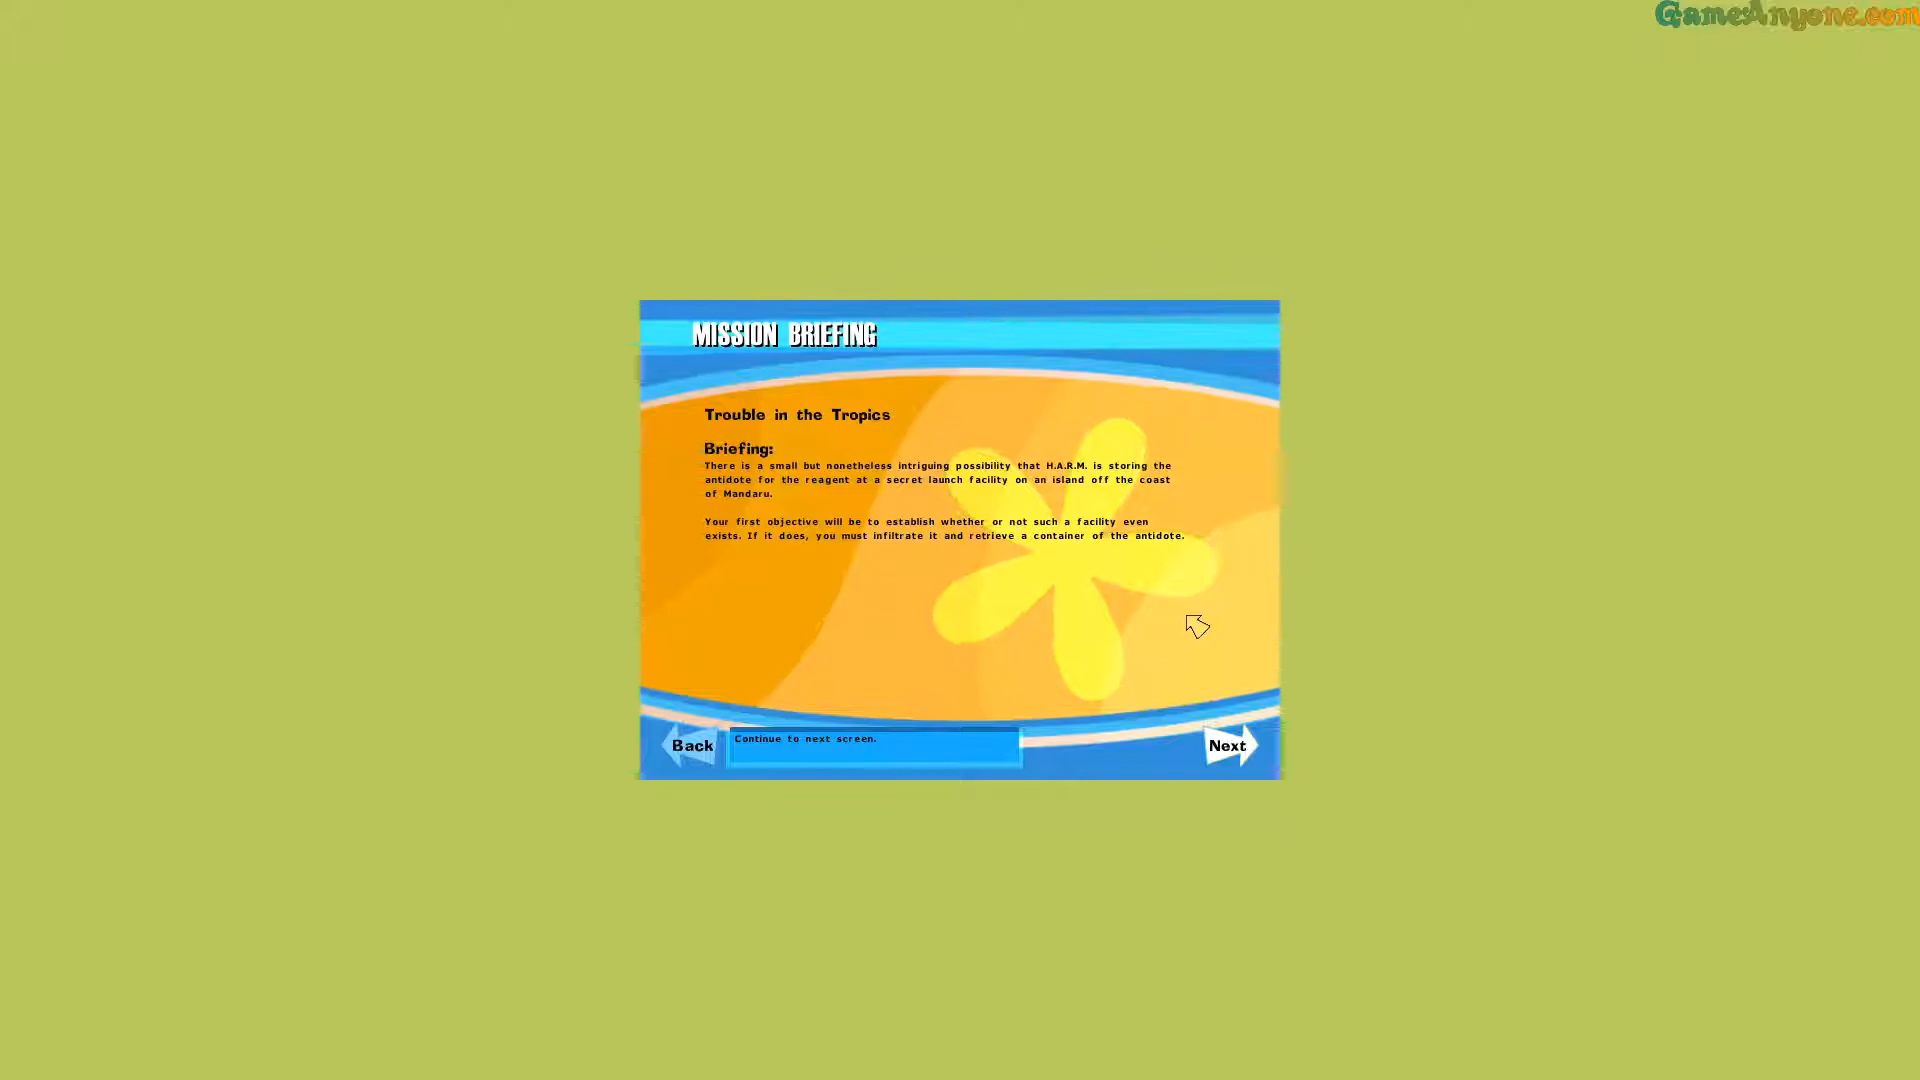 GamesAnyone.com
MISSION BRIEFING
Trouble in the Tropics
Briefing:
There is a small but nonetheless intriguing possibility that H.A.R.M. is storing the
antidote for the reagent at a secret launch facility on an island off the coast
of Mandaru.
Your first objective will be to establish whether or not such a facility even
exists. If it does, you must infiltrate it and retrieve a container of the antidote.
Back
Continue to next screen.
Next